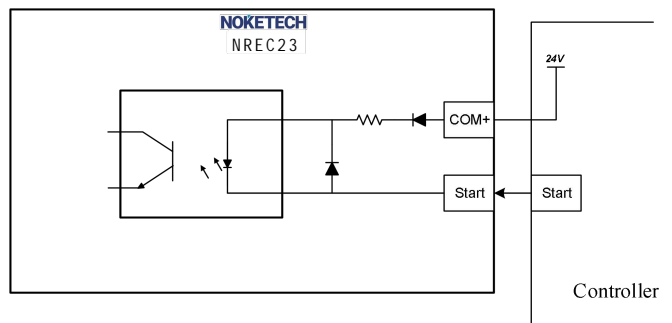 NOKETECH
NREC23
24V
COM+
Start
Start
Controller